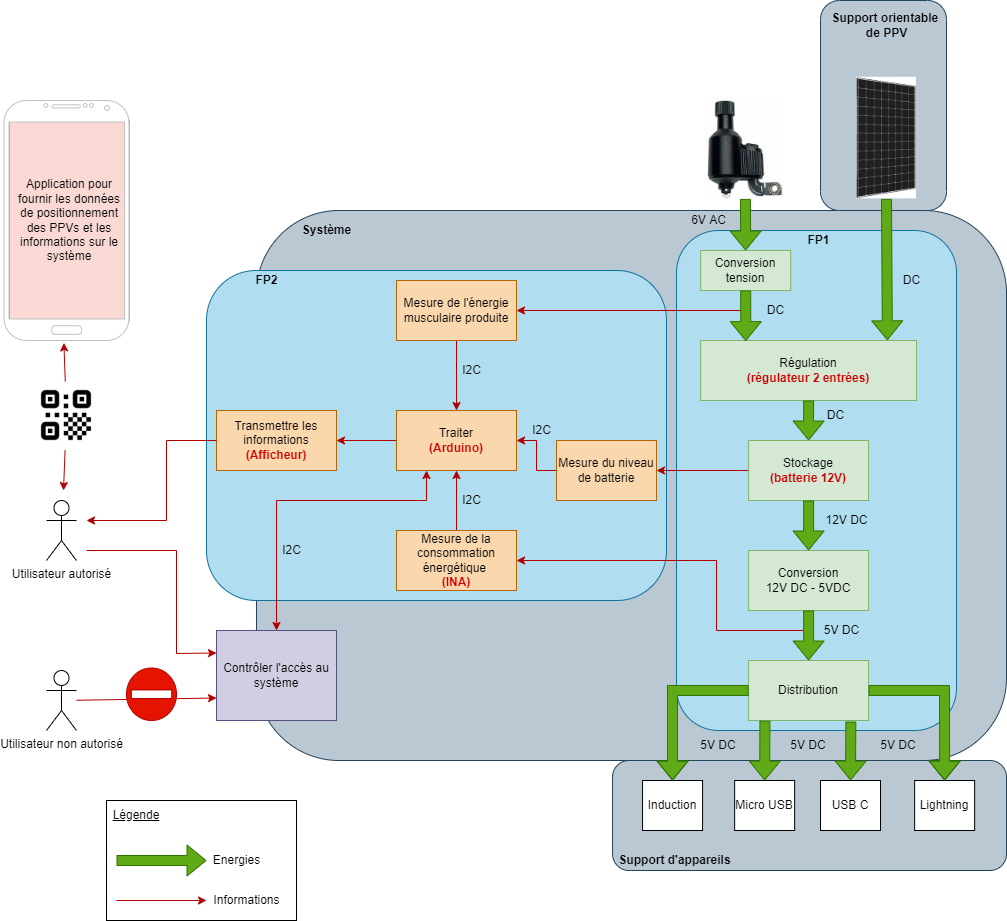 Support orientable
de PPV
Application pour
fournir les données
de positionnement
des PPVs et les
informations sur le
système
6V AC
Système
FP1
Conversion
tension
DC
DC
FP2
Mesure de l'énergie
musculaire produite
Régulation
(régulateur 2 entrées)
I2C
DC
Transmettre les
informations
(Afficheur)
Traiter
(Arduino)
I2C
Mesure du niveau
de batterie
Stockage
(batterie 12V)
I2C
12V DC
Utilisateur autorisé
I2C
Mesure de la
consommation
énergétique
(INA)
Conversion
12V DC - 5VDC
5V DC
Contrôler l'accès au
système
Distribution
Utilisateur non autorisé
5V DC
5V DC
5V DC
Induction
Micro USB
USB C
Lightning
Support d'appareils
Légende
Energies
Informations